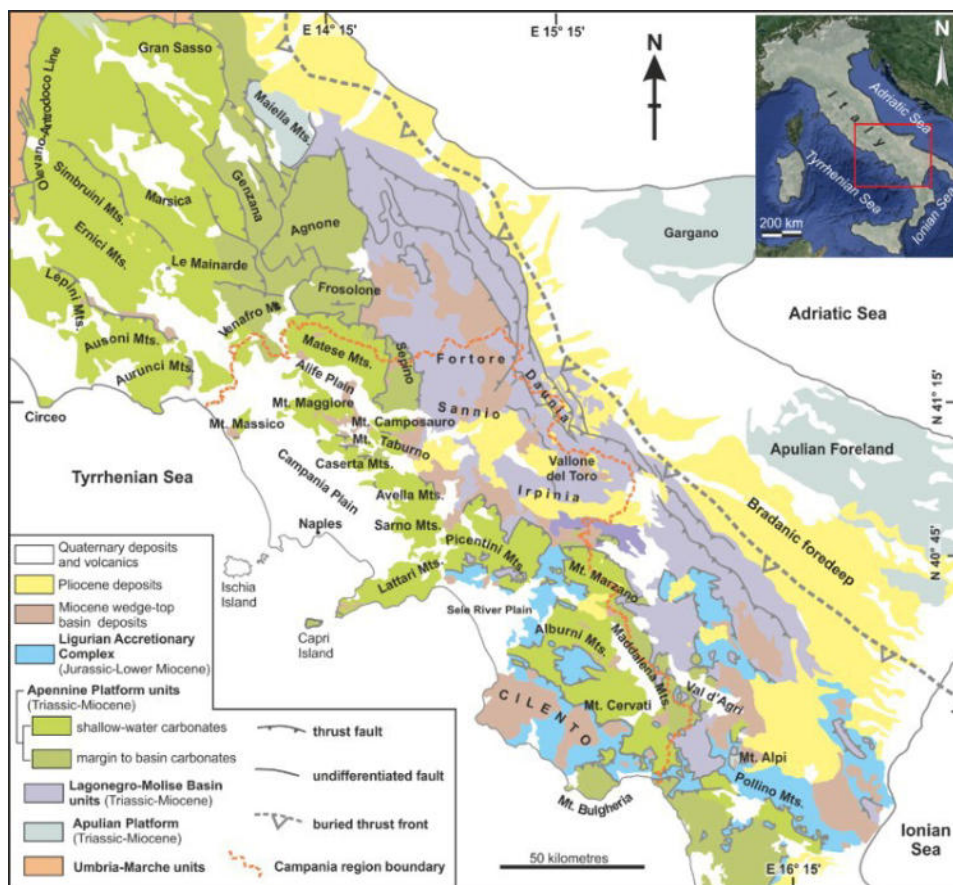 E 14° 15'
E 15° 15'
N
N
Italy
Adriatic Sea
Tyrrhenian Sea
Ionian Sea
200 km
Gran Sasso
Olevano-Antrodoco Line
Maiella Mts.
Simbruini Mts.
Marsica
Genzana
Ernici Mts.
Agnone
Gargano
Le Mainarde
Lepini Mts.
Frosolone
Adriatic Sea
Venafro Mts.
Ausoni Mts.
Matese Mts.
Sepino
Fortore
Aurunci Mts.
Alife Plain
Daunia
Circeo
Mt. Maggiore
Sannio
N 41° 15'
Mt. Massico
Mt. Camposauro
Mt. Taburno
Apulian Foreland
Caserta Mts.
Vallone
del Toro
Tyrrhenian Sea
Campania Plain
Irpinia
Avella Mts.
Bradanic foredeep
Naples
Sarno Mts.
Picentini Mts.
N 40° 45'
Ischia
Island
Lattari Mts.
Mt. Marzano
Sele River Plain
Capri
Island
Alburni Mts.
Maddalena Mts.
Val d'Agri
CILENTO
Mt. Cervati
Mt. Alpi
Pollino Mts.
Mt. Bulgheria
Ionian
Sea
50 kilometres
E 16° 15'
Quaternary deposits
and volcanics
Pliocene deposits
Miocene wedge-top
basin deposits
Ligurian Accretionary
Complex
(Jurassic-Lower Miocene)
Apennine Platform units
(Triassic-Miocene)
shallow-water carbonates
margin to basin carbonates
Lagonegro-Molise Basin
units (Triassic-Miocene)
Apulian Platform
(Triassic-Miocene)
Umbria-Marche units
thrust fault
undifferentiated fault
buried thrust front
Campania region boundary